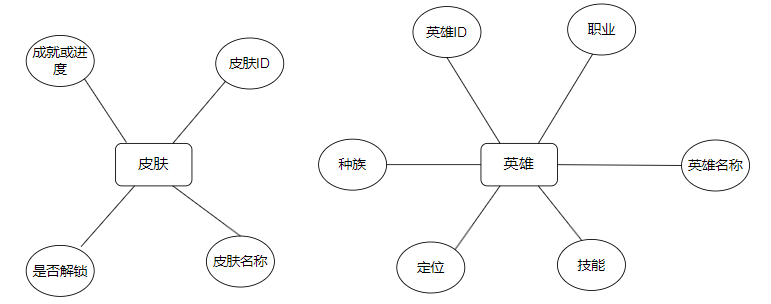 成就或进
度
皮肤ID
皮肤
是否解锁
皮肤名称
英雄ID
职业
种族
英雄
英雄名称
定位
技能